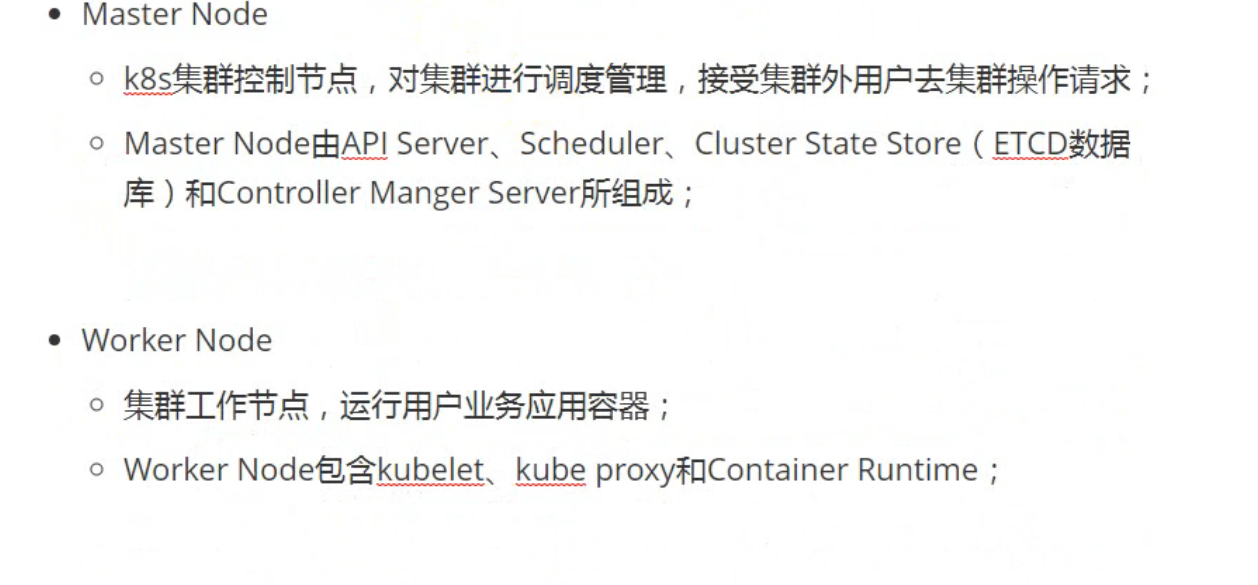 Master Node
k8s集群控制节点，对集群进行调度管理，接受集群外用户去集群操作请求；
Master Node由API Server、Scheduler、Cluster State Store（ETCD数据
库）和Controller Manger Server所组成；
Worker Node
集群工作节点，运行用户业务应用容器；
Worker Node包含kubelet、kube proxy和Container Runtime；